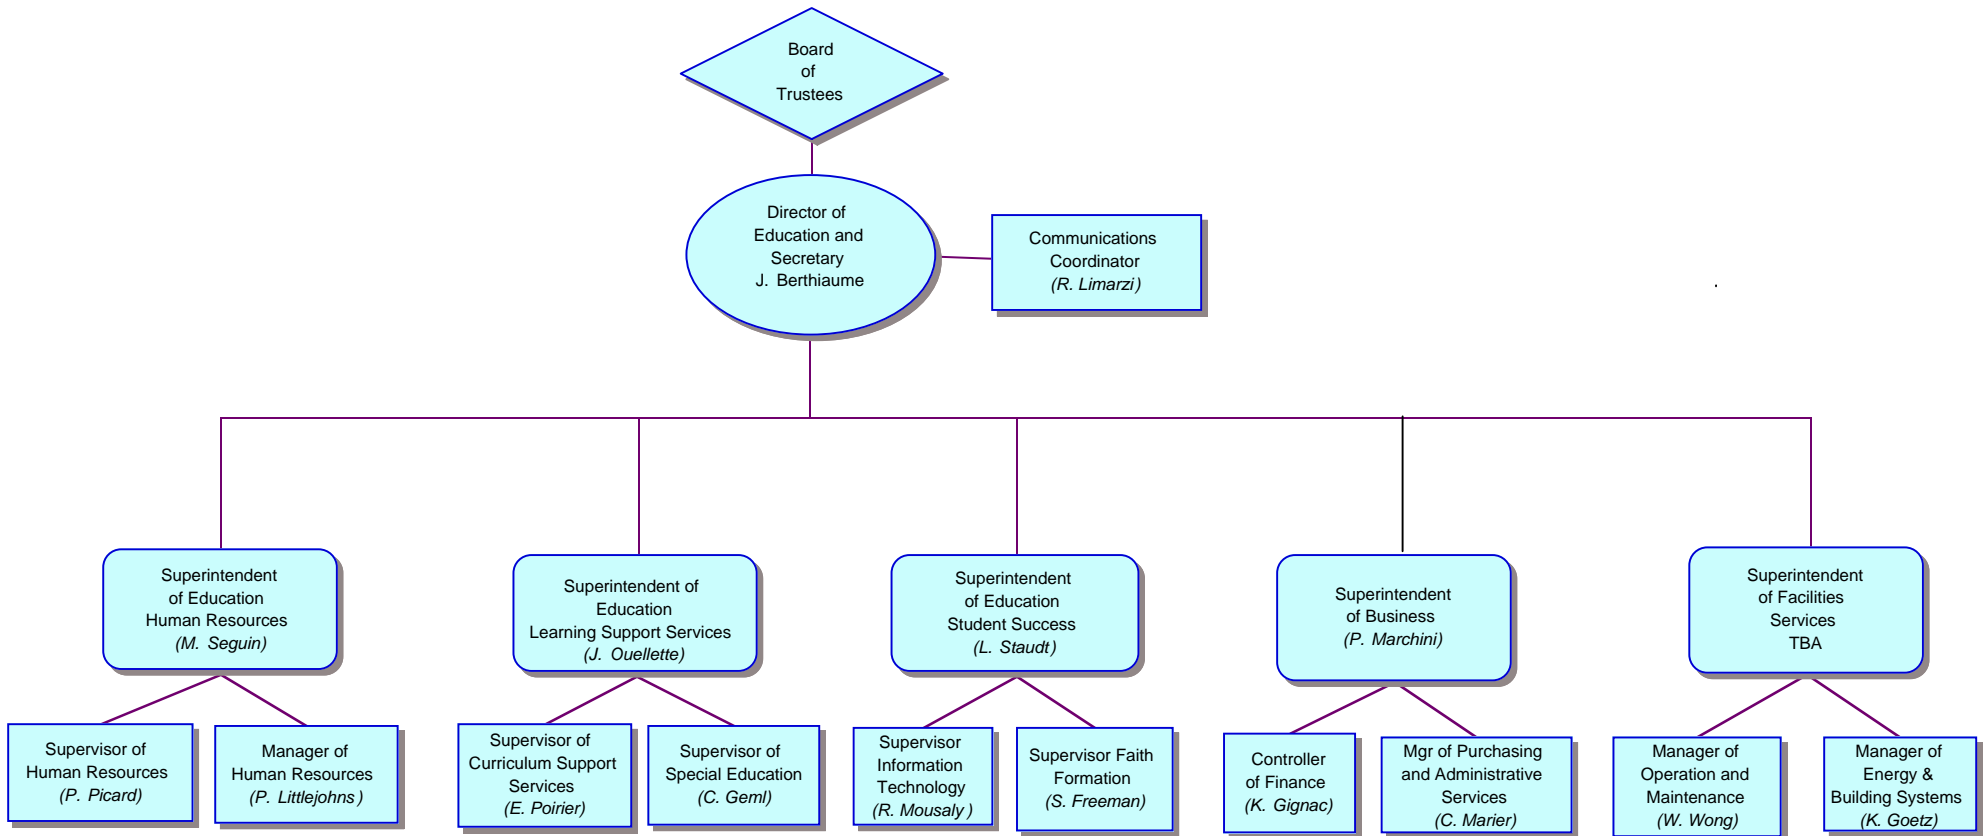 Board
of
Trustees
Director of
Education and
Secretary
J. Berthiaume
Communications
Coordinator
(R. Limarzi)
.
Superintendent
of Education
Human Resources
(M. Seguin)
Superintendent of
Education
Learning Support Services
(J. Ouellette)
Superintendent
of Education
Student Success
(L. Staudt)
Superintendent
of Business
(P. Marchini)
Superintendent
of Facilities
Services
TBA
Supervisor of
Human Resources
(P. Picard)
Manager of
Human Resources
(P. Littlejohns)
Supervisor of
Curriculum Support
Services
(E. Poirier)
Supervisor of
Special Education
(C. Geml)
Supervisor
Information
Technology
(R. Mousaly)
Supervisor Faith
Formation
(S. Freeman)
Controller
of Finance
(K. Gignac)
Mgr of Purchasing
and Administrative
Services
(C. Marier)
Manager of
Operation and
Maintenance
(W. Wong)
Manager of
Energy &
Building Systems
(K. Goetz)